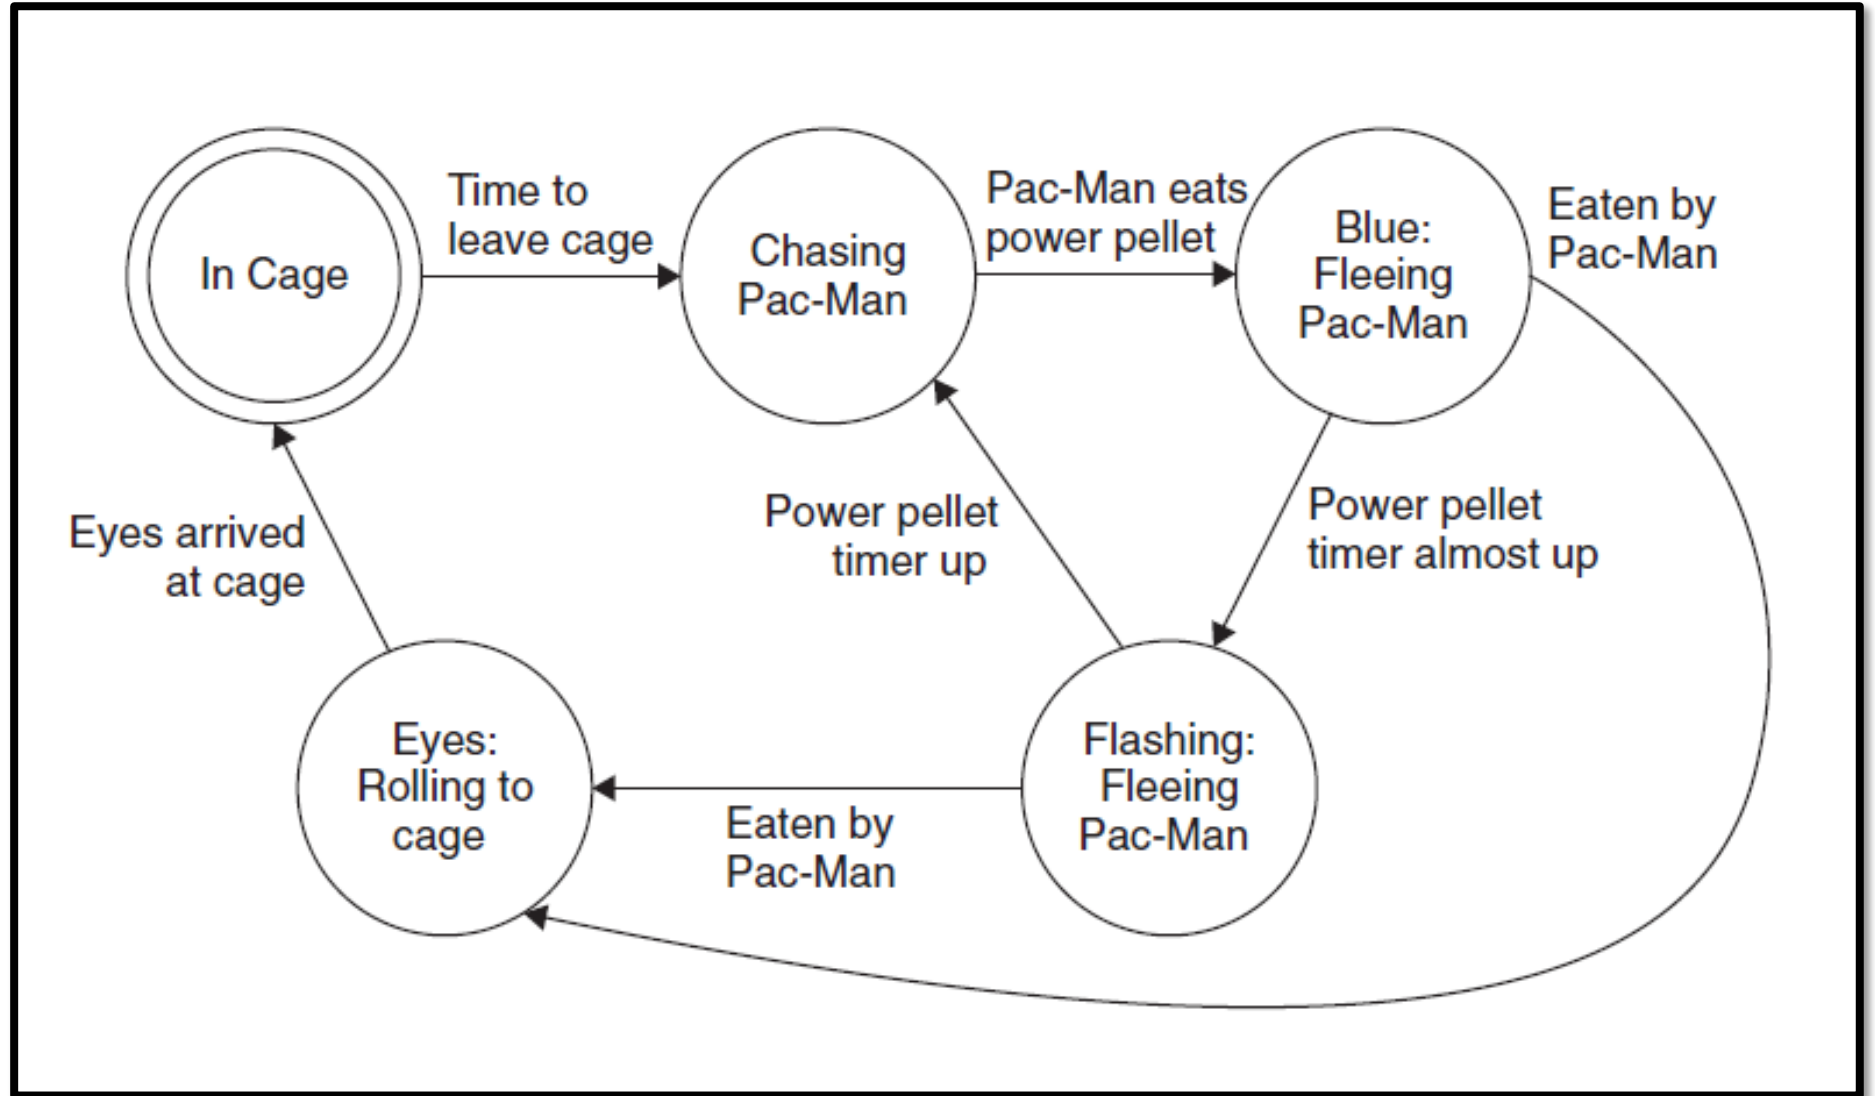 In Cage
Time to
leave cage
Chasing
Pac-Man
Pac-Man eats
power pellet
Blue:
Fleeing
Pac-Man
Eaten by
Pac-Man
Eyes arrived
at cage
Power pellet
timer up
Power pellet
timer almost up
Eyes:
Rolling to
cage
Eaten by
Pac-Man
Flashing:
Fleeing
Pac-Man